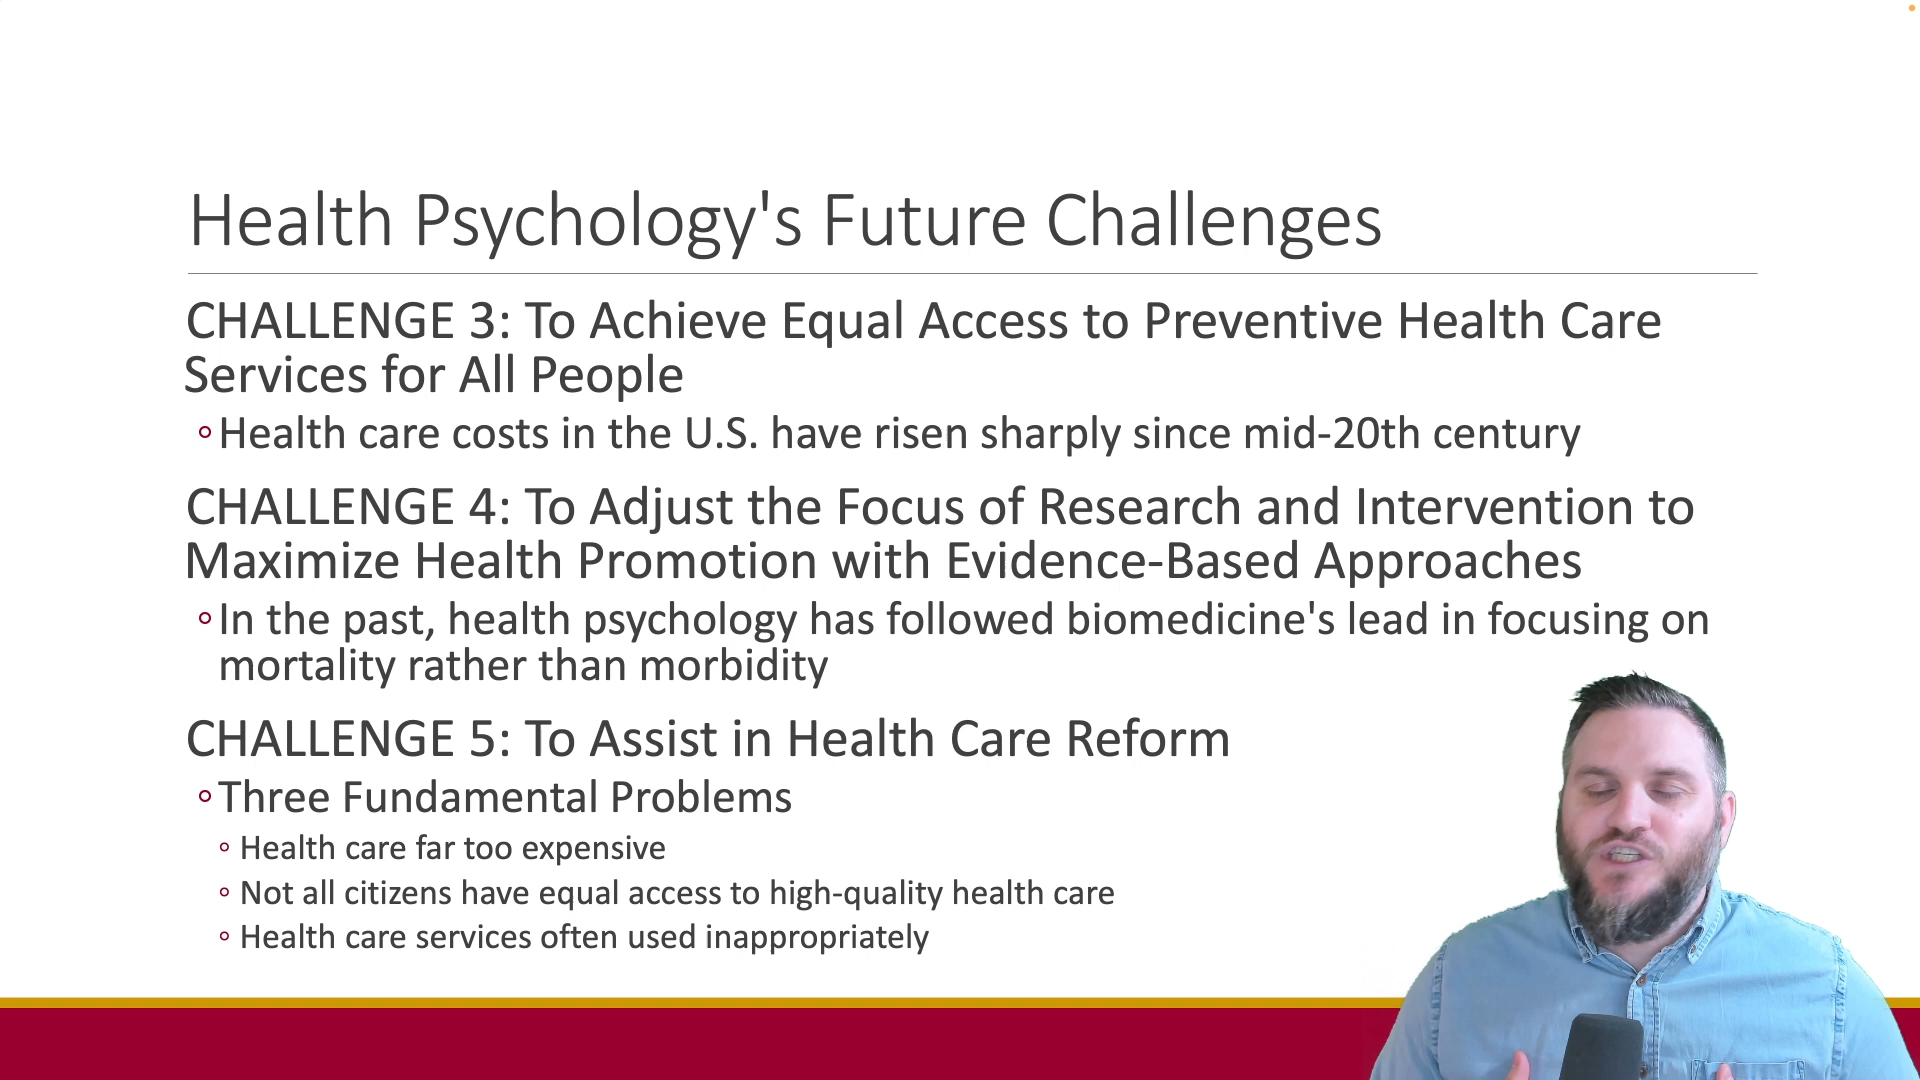 Health Psychology's Future Challenges
CHALLENGE 3: To Achieve Equal Access to Preventive Health Care
Services for All People
◦Health care costs in the U.S. have risen sharply since mid-20th century
CHALLENGE 4: To Adjust the Focus of Research and Intervention to
Maximize Health Promotion with Evidence-Based Approaches
◦In the past, health psychology has followed biomedicine's lead in focusing on
mortality rather than morbidity
CHALLENGE 5: To Assist in Health Care Reform
◦Three Fundamental Problems
◦ Health care far too expensive
◦ Not all citizens have equal access to high-quality health care
◦ Health care services often used inappropriately